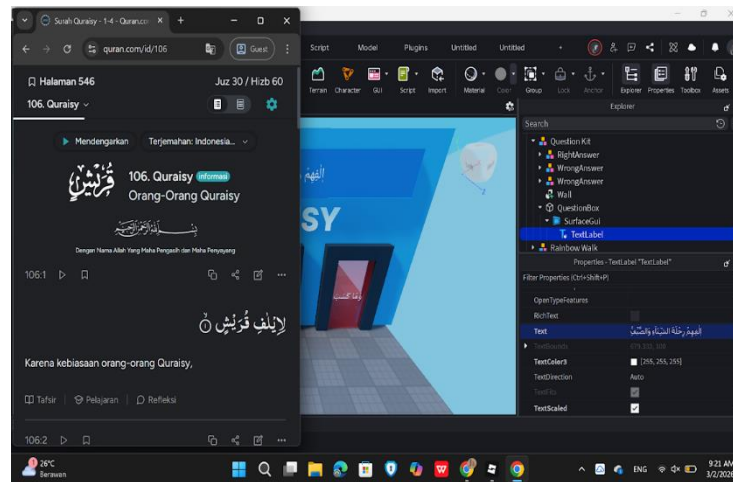 Surah Quraisy - 1-4 - Quran.co
quran.com/id/106
Guest
Halaman 546
Juz 30 / Hizb 60
106. Quraisy
Mendengarkan
Terjemahan: Indonesia...
106. Quraisy informasi
Orang-Orang Quraisy
Dengan Nama Allah Yang Maha Pengasih dan Maha Penyayang
106:1
لِإِيلَٰفِ قُرَيْشٍ ١
Karena kebiasaan orang-orang Quraisy,
Tafsir
Pelajaran
Refleksi
106:2
26°C
Berawan
Script
Model
Plugins
Untitled
Untitled
Terrain
Character
GUI
Script
Import
Material
Color
Group
Lock
Anchor
Explorer
Properties
Toolbox
Assets
SY
Explorer
Search
Question Kit
RightAnswer
WrongAnswer
WrongAnswer
Wall
QuestionBox
SurfaceGui
TextLabel
Rainbow Walk
Properties - TextLabel "TextLabel"
Filter Properties (Ctrl+Shift+P)
OpenTypeFeatures
RichText
Text
إِلَٰفِهِمْ رِحْلَةَ الشِّتَاءِ وَالصَّيْفِ
TextBounds
TextColor3
[255, 255, 255]
TextDirection
Auto
TextFits
TextScaled
ENG
9:21 AM